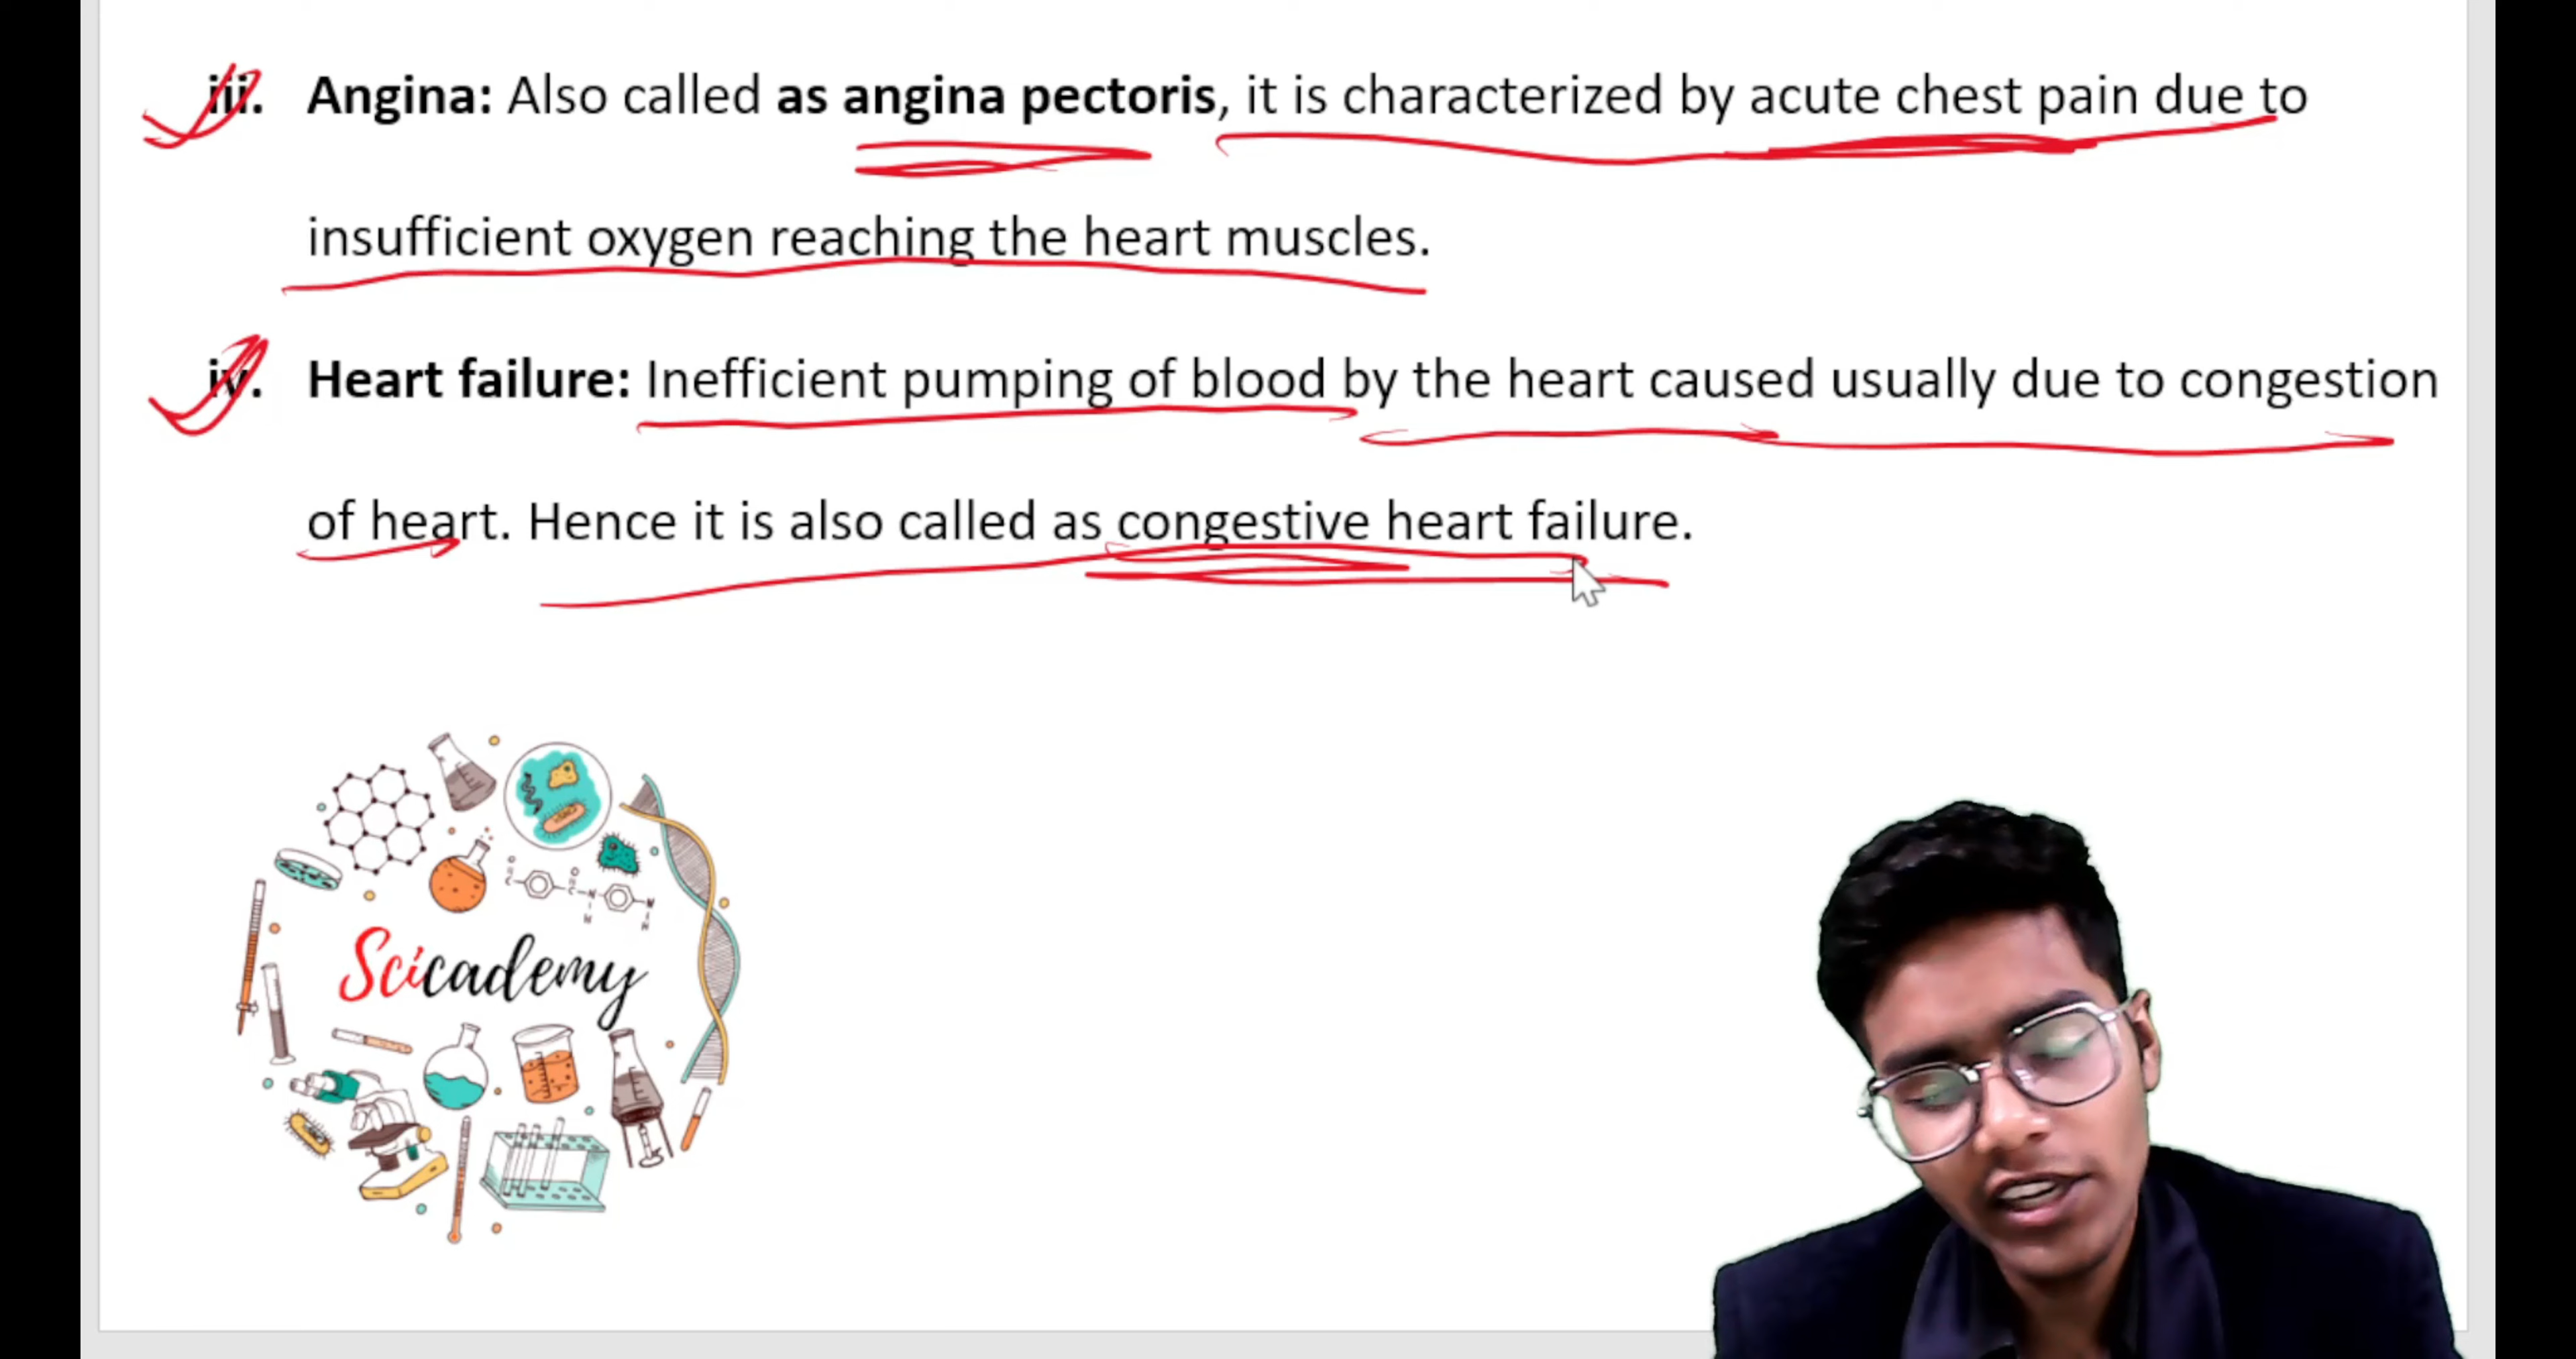 iii. Angina: Also called as angina pectoris, it is characterized by acute chest pain due to
insufficient oxygen reaching the heart muscles.
iv. Heart failure: Inefficient pumping of blood by the heart caused usually due to congestion
of heart. Hence it is also called as congestive heart failure.
Scicademy